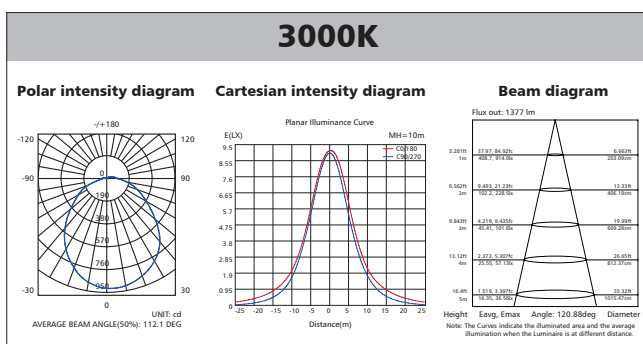 3000K
Polar intensity diagram
Cartesian intensity diagram
Beam diagram
-/+180
-120
120
-90
90
-30
30
0
0
190
380
570
760
950
UNIT: cd
AVERAGE BEAM ANGLE(50%): 112.1 DEG
Planar Illuminance Curve
E(LX)
MH=10m
C0/180
C90/270
9.5
8.55
7.6
6.65
5.7
4.75
3.8
2.85
1.9
0.95
0
-25 -20 -15 -10 -5 0 5 10 15 20 25
Distance(m)
Flux out: 1377 lm
3.281ft 37.97, 84.92fc 6.663ft
1m 408.7, 914.0lx 203.09cm
6.562ft 9.493, 21.23fc 13.33ft
2m 102.2, 228.5lx 406.19cm
9.843ft 4.219, 9.435fc 19.99ft
3m 45.41, 101.6lx 609.28cm
13.12ft 2.373, 5.307fc 26.65ft
4m 25.55, 57.13lx 812.37cm
16.4ft 1.519, 3.397fc 33.32ft
5m 16.35, 36.56lx 1015.47cm
Height Eavg, Emax Angle: 120.88deg Diameter
Note: The Curves indicate the illuminated area and the average
illumination when the Luminaire is at different distance.